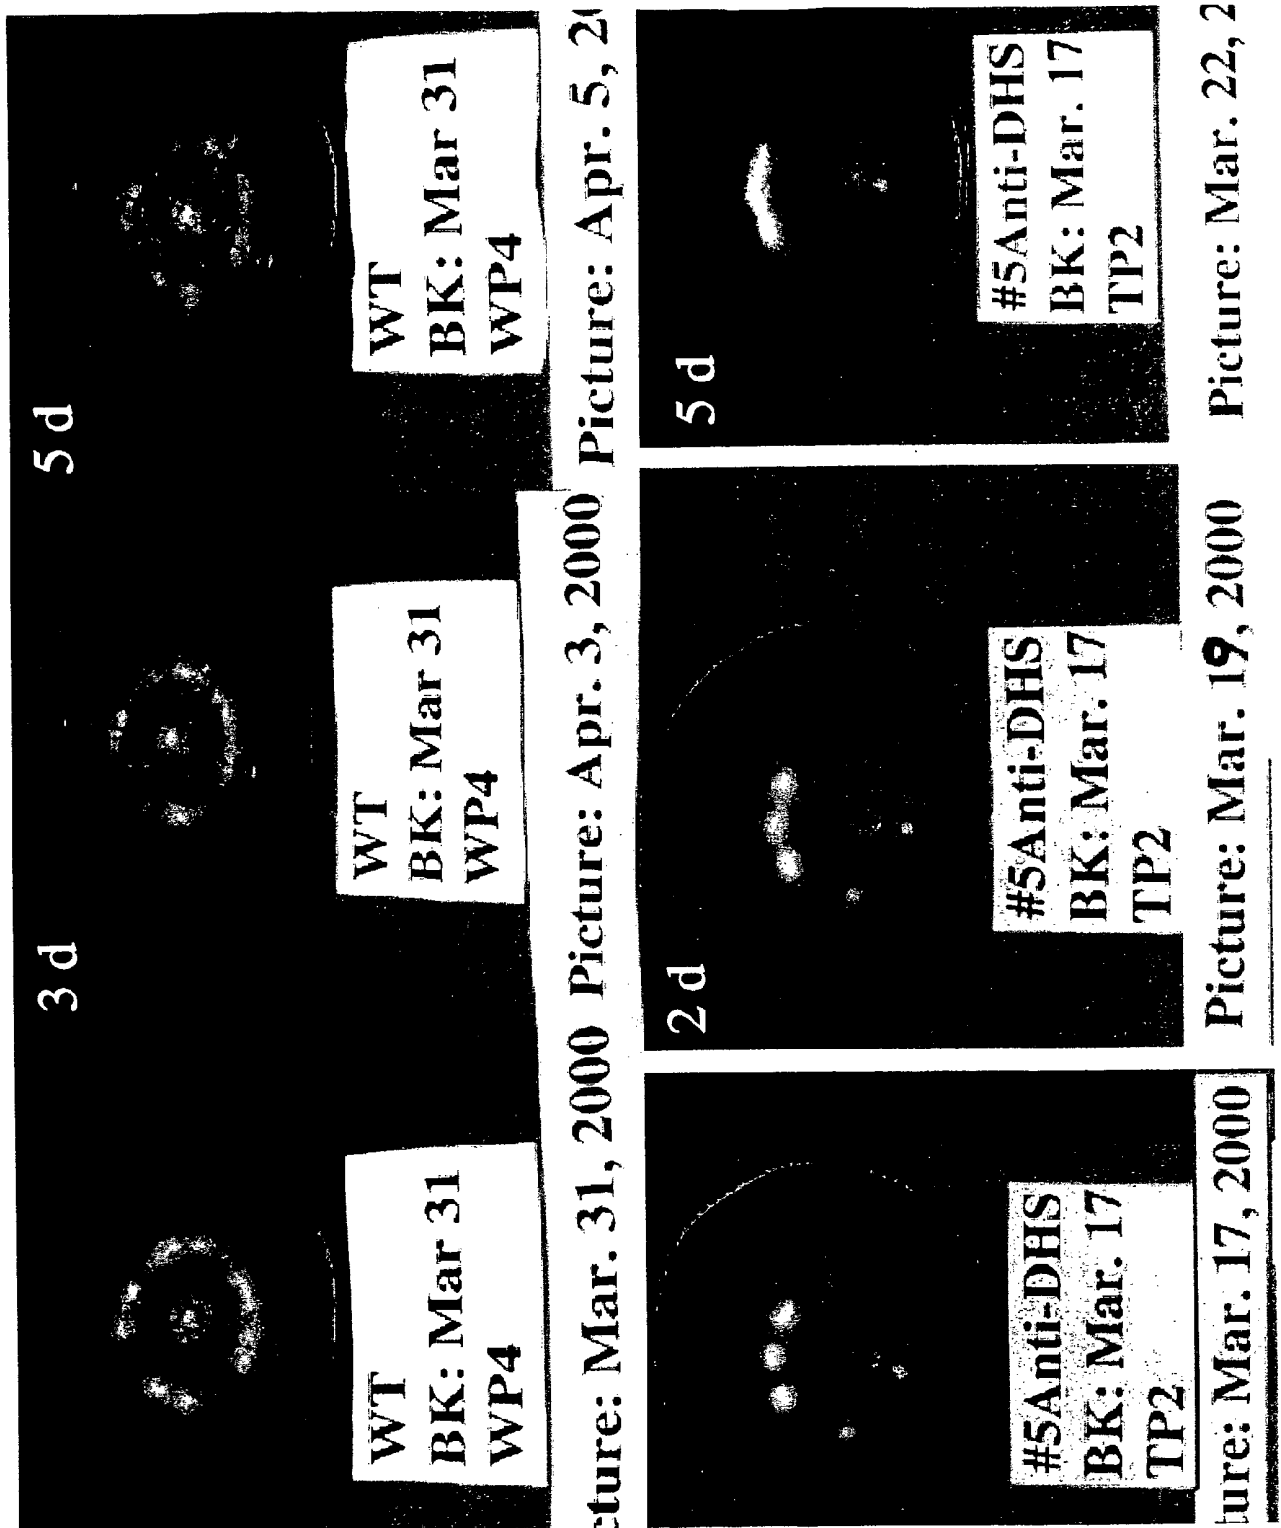 WT
BK: Mar 31
WP4
cture: Mar. 31, 2000
3 d
WT
BK: Mar 31
WP4
Picture: Apr. 3, 2000
5 d
WT
BK: Mar 31
WP4
Picture: Apr. 5, 2
#5Anti-DHS
BK: Mar. 17
TP2
ture: Mar. 17, 2000
2 d
#5Anti-DHS
BK: Mar. 17
TP2
Picture: Mar. 19, 2000
5 d
#5Anti-DHS
BK: Mar. 17
TP2
Picture: Mar. 22, 2